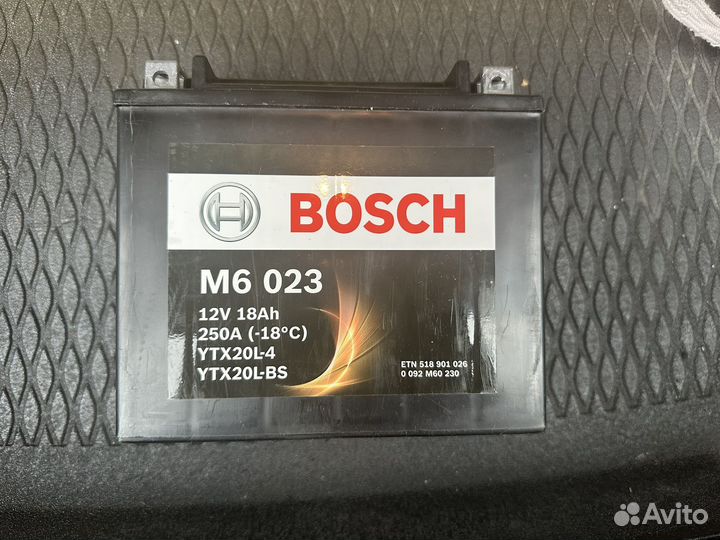 BOSCH
M6 023
12V 18Ah
250A (-18°C)
YTX20L-4
YTX20L-BS
ETN 518 901 026
0 092 M60 230
Avito